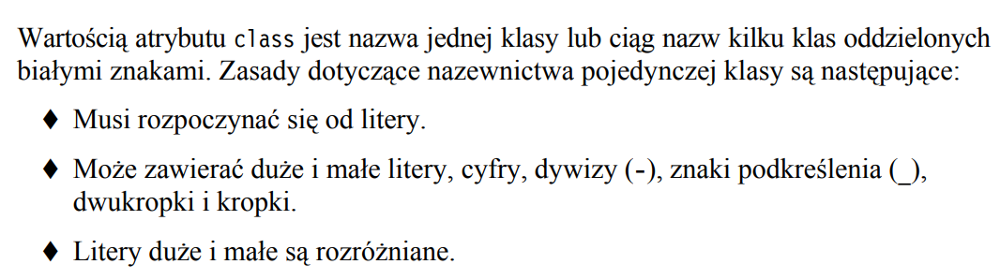 Wartością atrybutu class jest nazwa jednej klasy lub ciąg nazw kilku klas oddzielonych
białymi znakami. Zasady dotyczące nazewnictwa pojedynczej klasy są następujące:
♦ Musi rozpoczynać się od litery.
♦ Może zawierać duże i małe litery, cyfry, dywizy (-), znaki podkreślenia (_),
dwukropki i kropki.
♦ Litery duże i małe są rozróżniane.